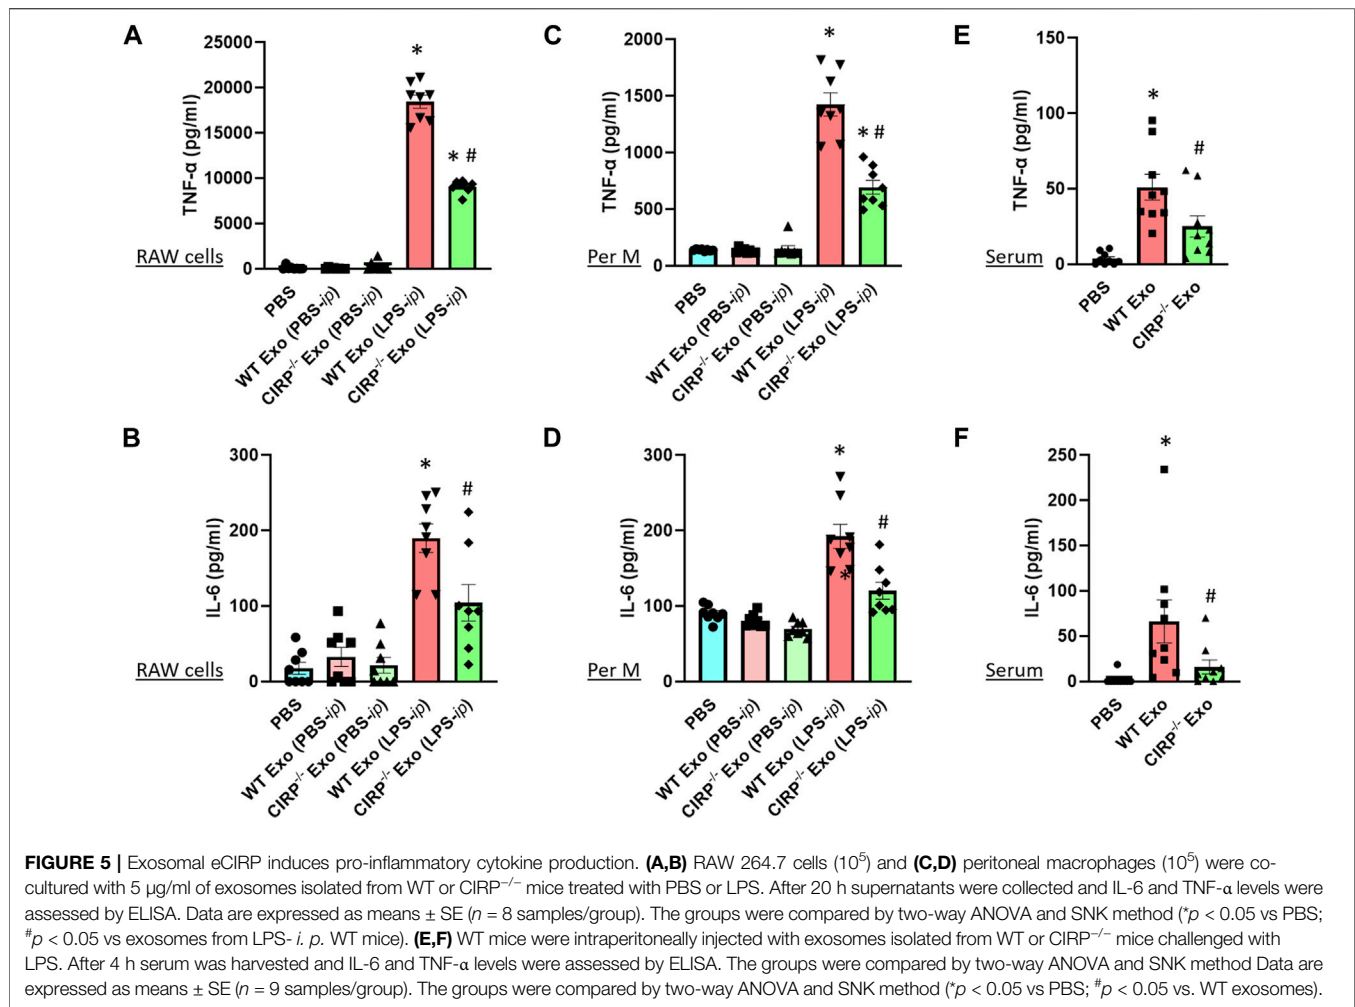 A
25000
20000
15000
10000
5000
0
TNF-α (pg/ml)
*
* #
RAW cells
PBS
WT Exo (PBS-ip)
CIRP-/- Exo (PBS-ip)
WT Exo (LPS-ip)
CIRP-/- Exo (LPS-ip)
C
2000
1500
1000
500
0
TNF-α (pg/ml)
*
* #
Per M
PBS
WT Exo (PBS-ip)
CIRP-/- Exo (PBS-ip)
WT Exo (LPS-ip)
CIRP-/- Exo (LPS-ip)
E
150
100
50
0
TNF-α (pg/ml)
*
#
Serum
PBS
WT Exo
CIRP-/- Exo
B
300
200
100
0
IL-6 (pg/ml)
*
#
RAW cells
PBS
WT Exo (PBS-ip)
CIRP-/- Exo (PBS-ip)
WT Exo (LPS-ip)
CIRP-/- Exo (LPS-ip)
D
300
200
100
0
IL-6 (pg/ml)
*
*
#
Per M
PBS
WT Exo (PBS-ip)
CIRP-/- Exo (PBS-ip)
WT Exo (LPS-ip)
CIRP-/- Exo (LPS-ip)
F
250
200
150
100
50
0
IL-6 (pg/ml)
*
#
Serum
PBS
WT Exo
CIRP-/- Exo
FIGURE 5 | Exosomal eCIRP induces pro-inflammatory cytokine production. (A,B) RAW 264.7 cells (10⁵) and (C,D) peritoneal macrophages (10⁵) were co-
cultured with 5 µg/ml of exosomes isolated from WT or CIRP−/− mice treated with PBS or LPS. After 20 h supernatants were collected and IL-6 and TNF-α levels were
assessed by ELISA. Data are expressed as means ± SE (n = 8 samples/group). The groups were compared by two-way ANOVA and SNK method (*p < 0.05 vs PBS;
#p < 0.05 vs exosomes from LPS- i. p. WT mice). (E,F) WT mice were intraperitoneally injected with exosomes isolated from WT or CIRP−/− mice challenged with
LPS. After 4 h serum was harvested and IL-6 and TNF-α levels were assessed by ELISA. The groups were compared by two-way ANOVA and SNK method Data are
expressed as means ± SE (n = 9 samples/group). The groups were compared by two-way ANOVA and SNK method (*p < 0.05 vs PBS; #p < 0.05 vs. WT exosomes).